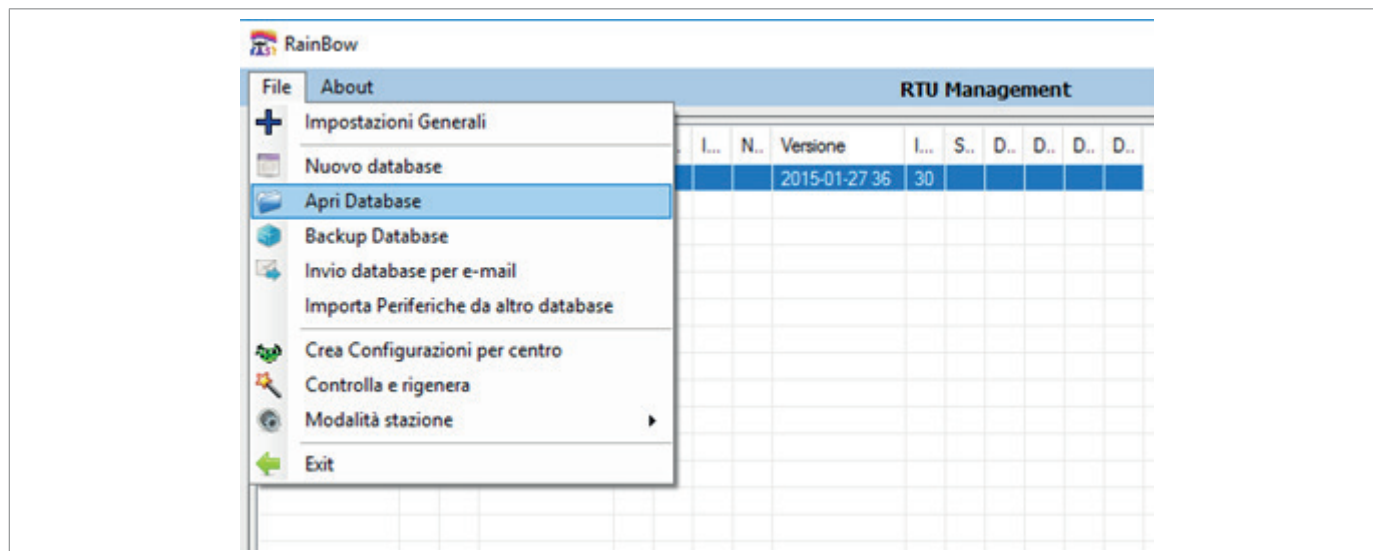 RainBow
File About RTU Management
Impostazioni Generali
Nuovo database
Apri Database
Backup Database
Invio database per e-mail
Importa Periferiche da altro database
Crea Configurazioni per centro
Controlla e rigenera
Modalità stazione
Exit
. I... N.. Versione I... S.. D.. D.. D.. D..
2015-01-27 36 30